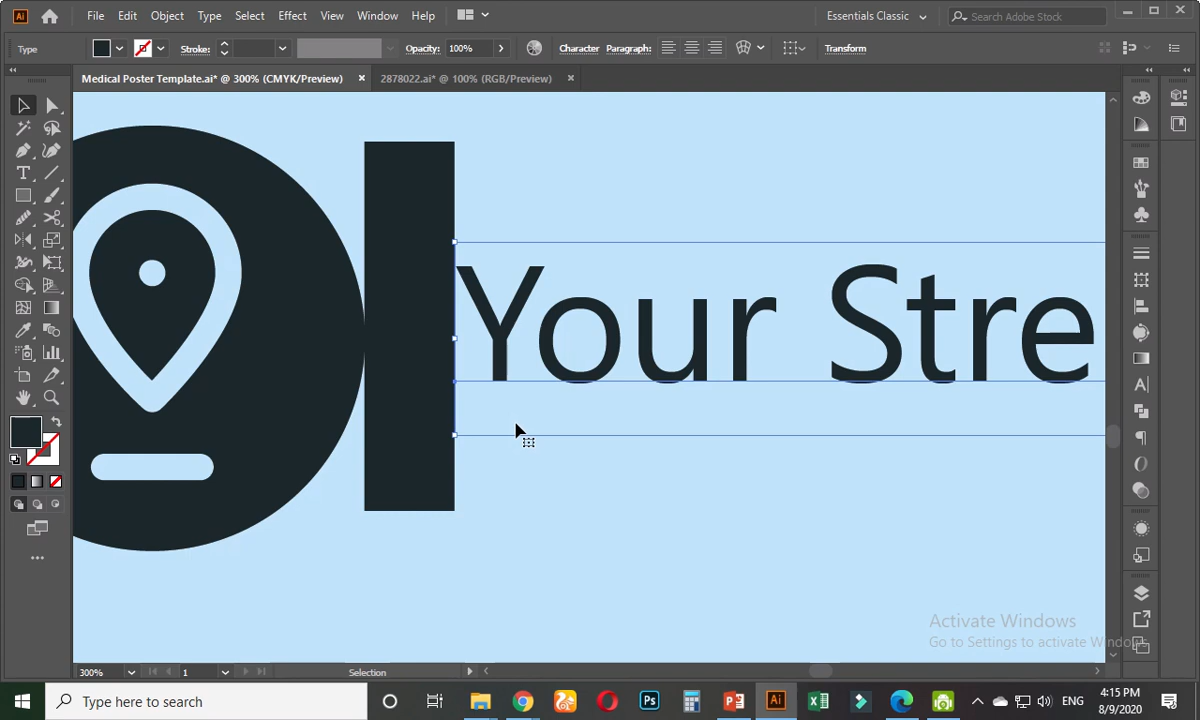 Ai
File Edit Object Type Select Effect View Window Help
Essentials Classic
Search Adobe Stock
Type
Stroke:
Opacity: 100%
Character Paragraph:
Transform
Medical Poster Template.ai* @ 300% (CMYK/Preview) ×
2878022.ai* @ 100% (RGB/Preview) ×
Your Stre
Activate Windows
Go to Settings to activate Windows.
300%
1
Selection
Type here to search
Ps
Ai
ENG
4:15 PM
8/9/2020